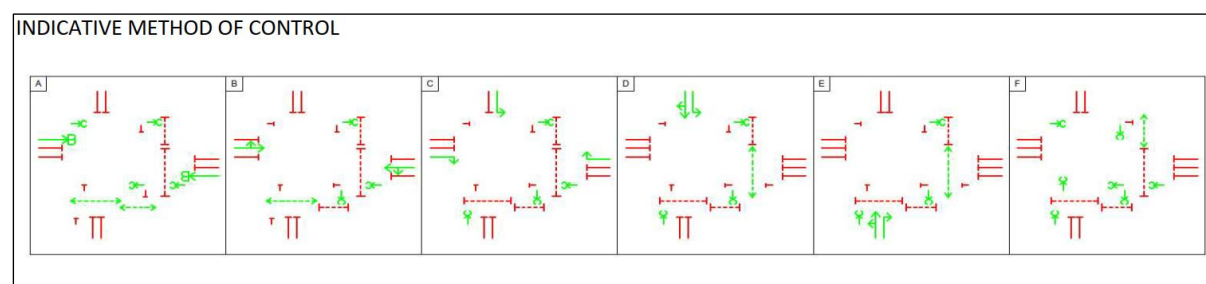 INDICATIVE METHOD OF CONTROL
A B C D E F